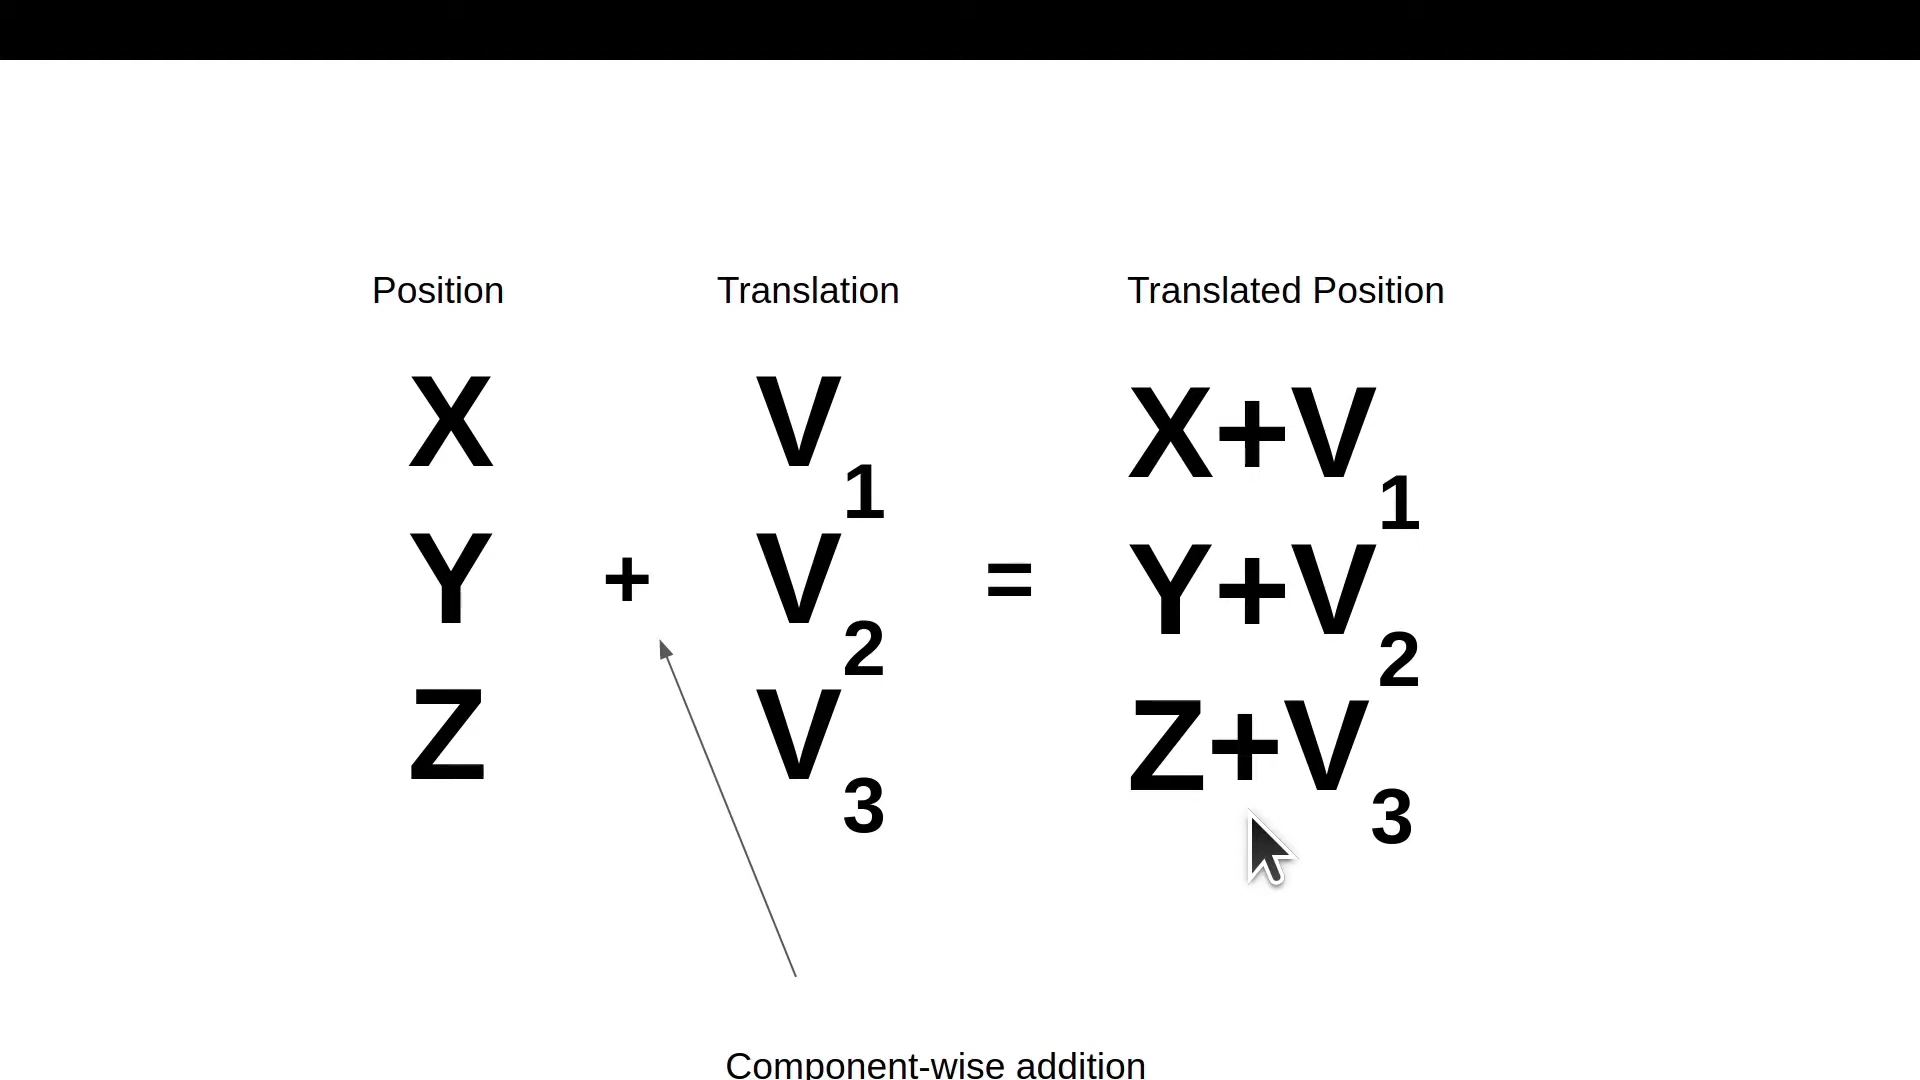 Position Translation Translated Position
X V1 X+V1
Y + V2 = Y+V2
Z V3 Z+V3
Component-wise addition